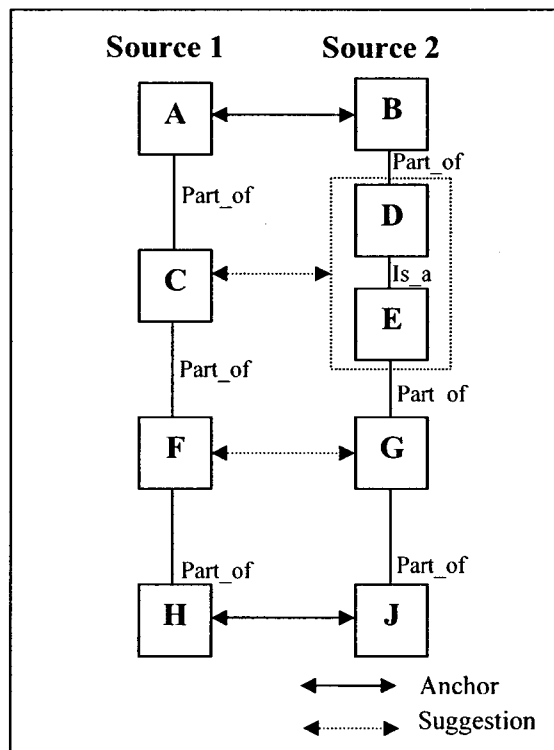 Source 1 Source 2
A B
Part_of
Part_of D
C Is_a
E
Part_of Part of
F G
Part_of Part_of
H J
Anchor
Suggestion